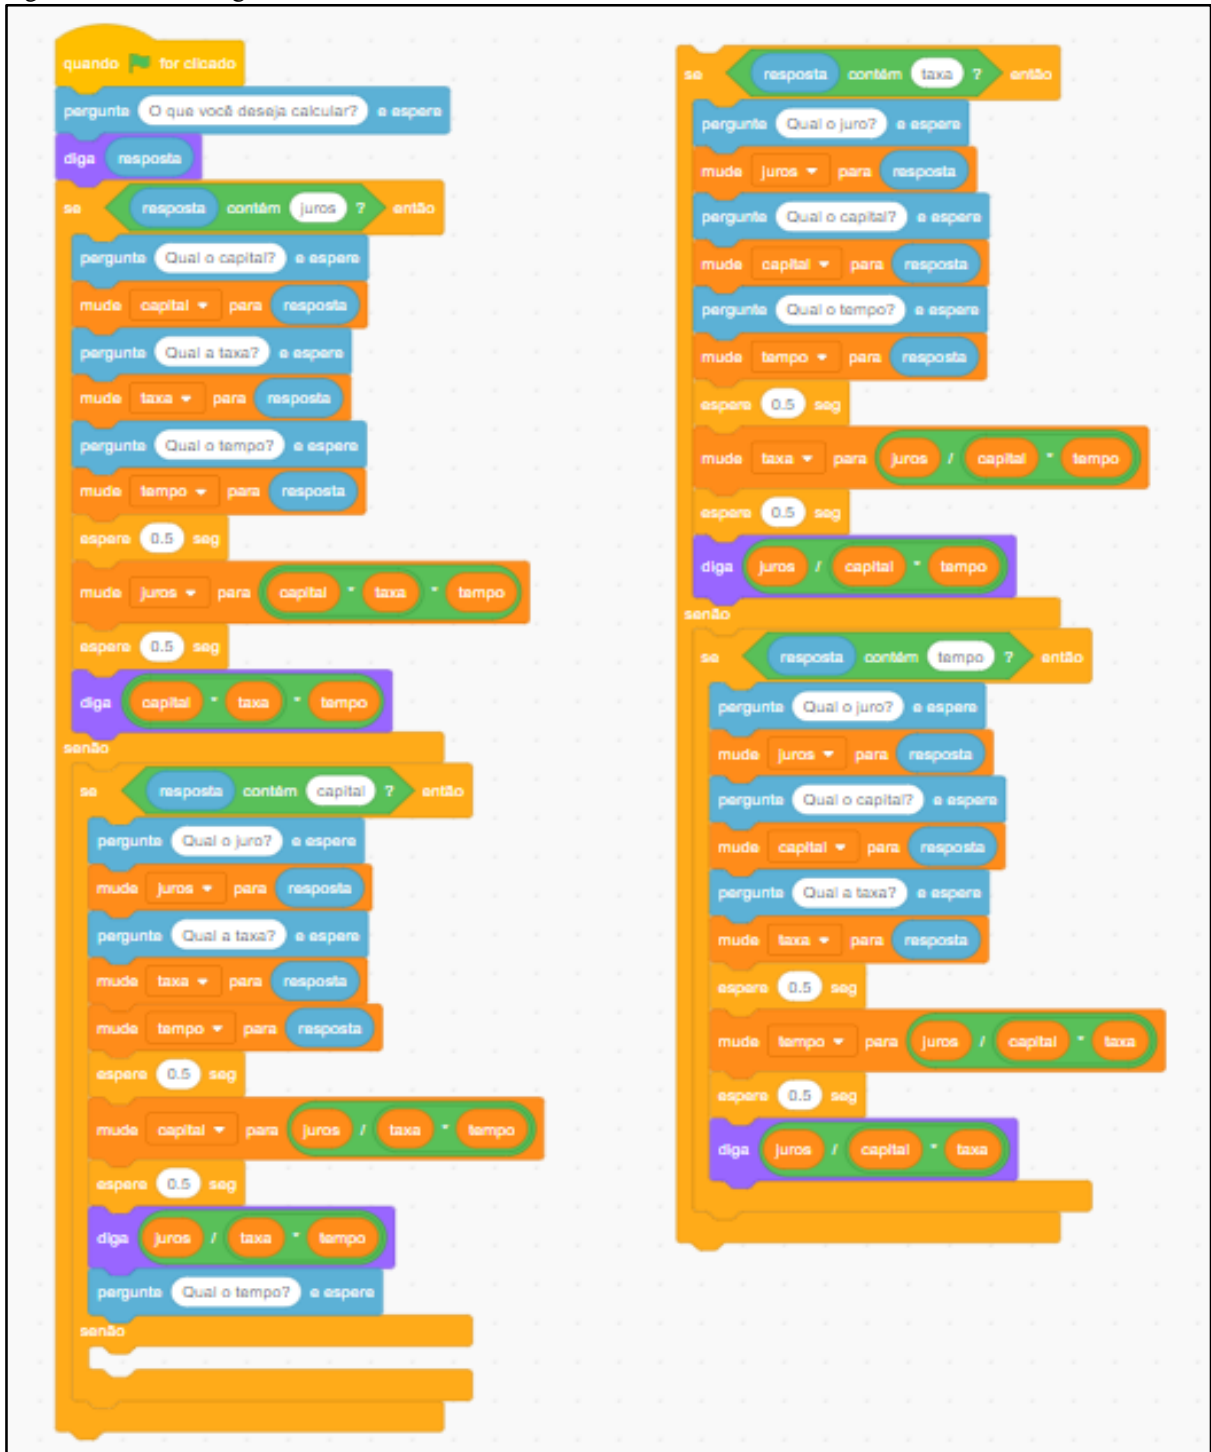 quando for clicado
pergunte O que você deseja calcular? e espere
diga resposta
se resposta contém juros ? então
pergunte Qual o capital? e espere
mude capital para resposta
pergunte Qual a taxa? e espere
mude taxa para resposta
pergunte Qual o tempo? e espere
mude tempo para resposta
espere 0.5 seg
mude juros para capital * taxa * tempo
espere 0.5 seg
diga capital * taxa * tempo
senão
se resposta contém capital ? então
pergunte Qual o juro? e espere
mude juros para resposta
pergunte Qual a taxa? e espere
mude taxa para resposta
mude tempo para resposta
espere 0.5 seg
mude capital para juros / taxa * tempo
espere 0.5 seg
diga juros / taxa * tempo
pergunte Qual o tempo? e espere
senão
se resposta contém taxa ? então
pergunte Qual o juro? e espere
mude juros para resposta
pergunte Qual o capital? e espere
mude capital para resposta
pergunte Qual o tempo? e espere
mude tempo para resposta
espere 0.5 seg
mude taxa para juros / capital * tempo
espere 0.5 seg
diga juros / capital * tempo
senão
se resposta contém tempo ? então
pergunte Qual o juro? e espere
mude juros para resposta
pergunte Qual o capital? e espere
mude capital para resposta
pergunte Qual a taxa? e espere
mude taxa para resposta
espere 0.5 seg
mude tempo para juros / capital * taxa
espere 0.5 seg
diga juros / capital * taxa